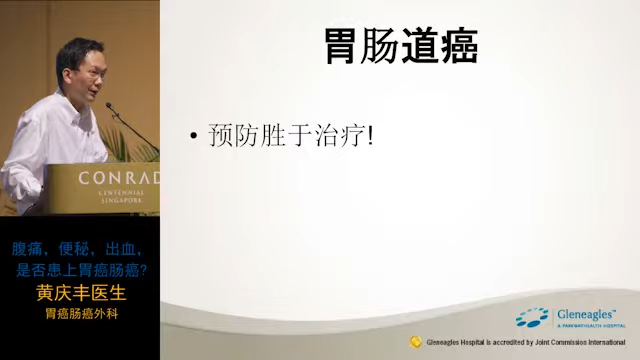 胃肠道癌
• 预防胜于治疗!
CONRAD
CENTENNIAL
SINGAPORE
腹痛，便秘，出血，
是否患上胃癌肠癌?
黄庆丰医生
胃癌肠癌外科
Gleneagles™
A PARKWAYHEALTH HOSPITAL
Gleneagles Hospital is accredited by Joint Commission International